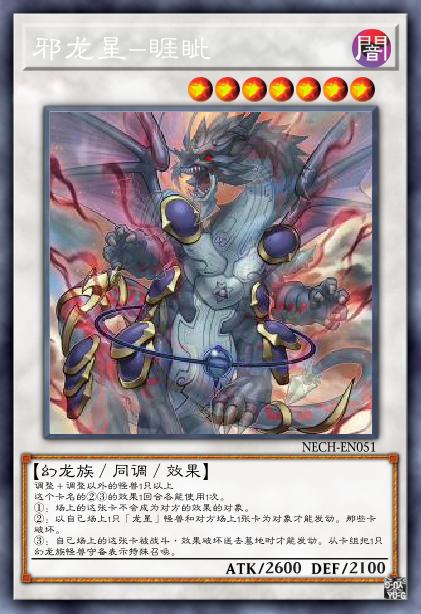 邪龙星-睚眦
闇
NECH-EN051
【幻龙族/同调/效果】
调整+调整以外的怪兽1只以上
这个卡名的②③的效果1回合各能使用1次。
①：场上的这张卡不会成为对方的效果的对象。
②：以自己场上1只「龙星」怪兽和对方场上1张卡为对象才能发动。那些卡
破坏。
③：自己场上的这张卡被战斗·效果破坏送去墓地时才能发动。从卡组把1只
幻龙族怪兽守备表示特殊召唤。
ATK/2600 DEF/2100